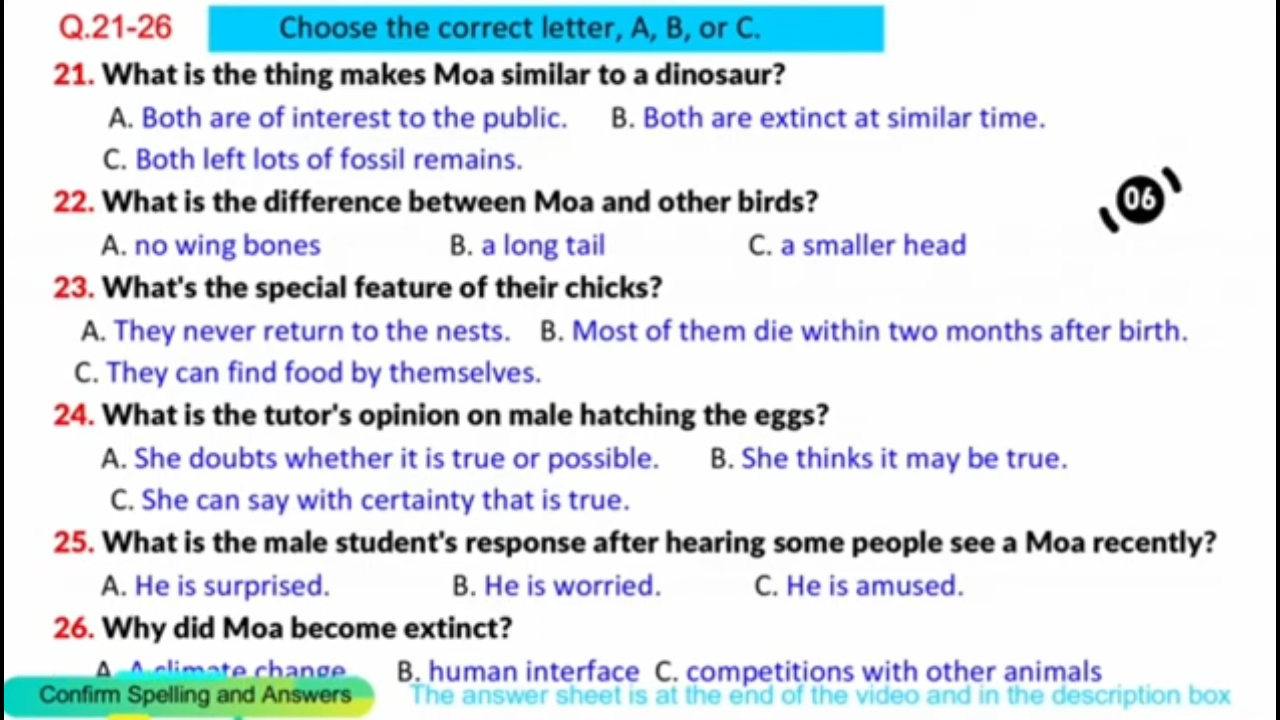 Q.21-26 Choose the correct letter, A, B, or C.
21. What is the thing makes Moa similar to a dinosaur?
A. Both are of interest to the public. B. Both are extinct at similar time.
C. Both left lots of fossil remains.
06
22. What is the difference between Moa and other birds?
A. no wing bones B. a long tail C. a smaller head
23. What's the special feature of their chicks?
A. They never return to the nests. B. Most of them die within two months after birth.
C. They can find food by themselves.
24. What is the tutor's opinion on male hatching the eggs?
A. She doubts whether it is true or possible. B. She thinks it may be true.
C. She can say with certainty that is true.
25. What is the male student's response after hearing some people see a Moa recently?
A. He is surprised. B. He is worried. C. He is amused.
26. Why did Moa become extinct?
A. A climate change B. human interface C. competitions with other animals
Confirm Spelling and Answers The answer sheet is at the end of the video and in the description box